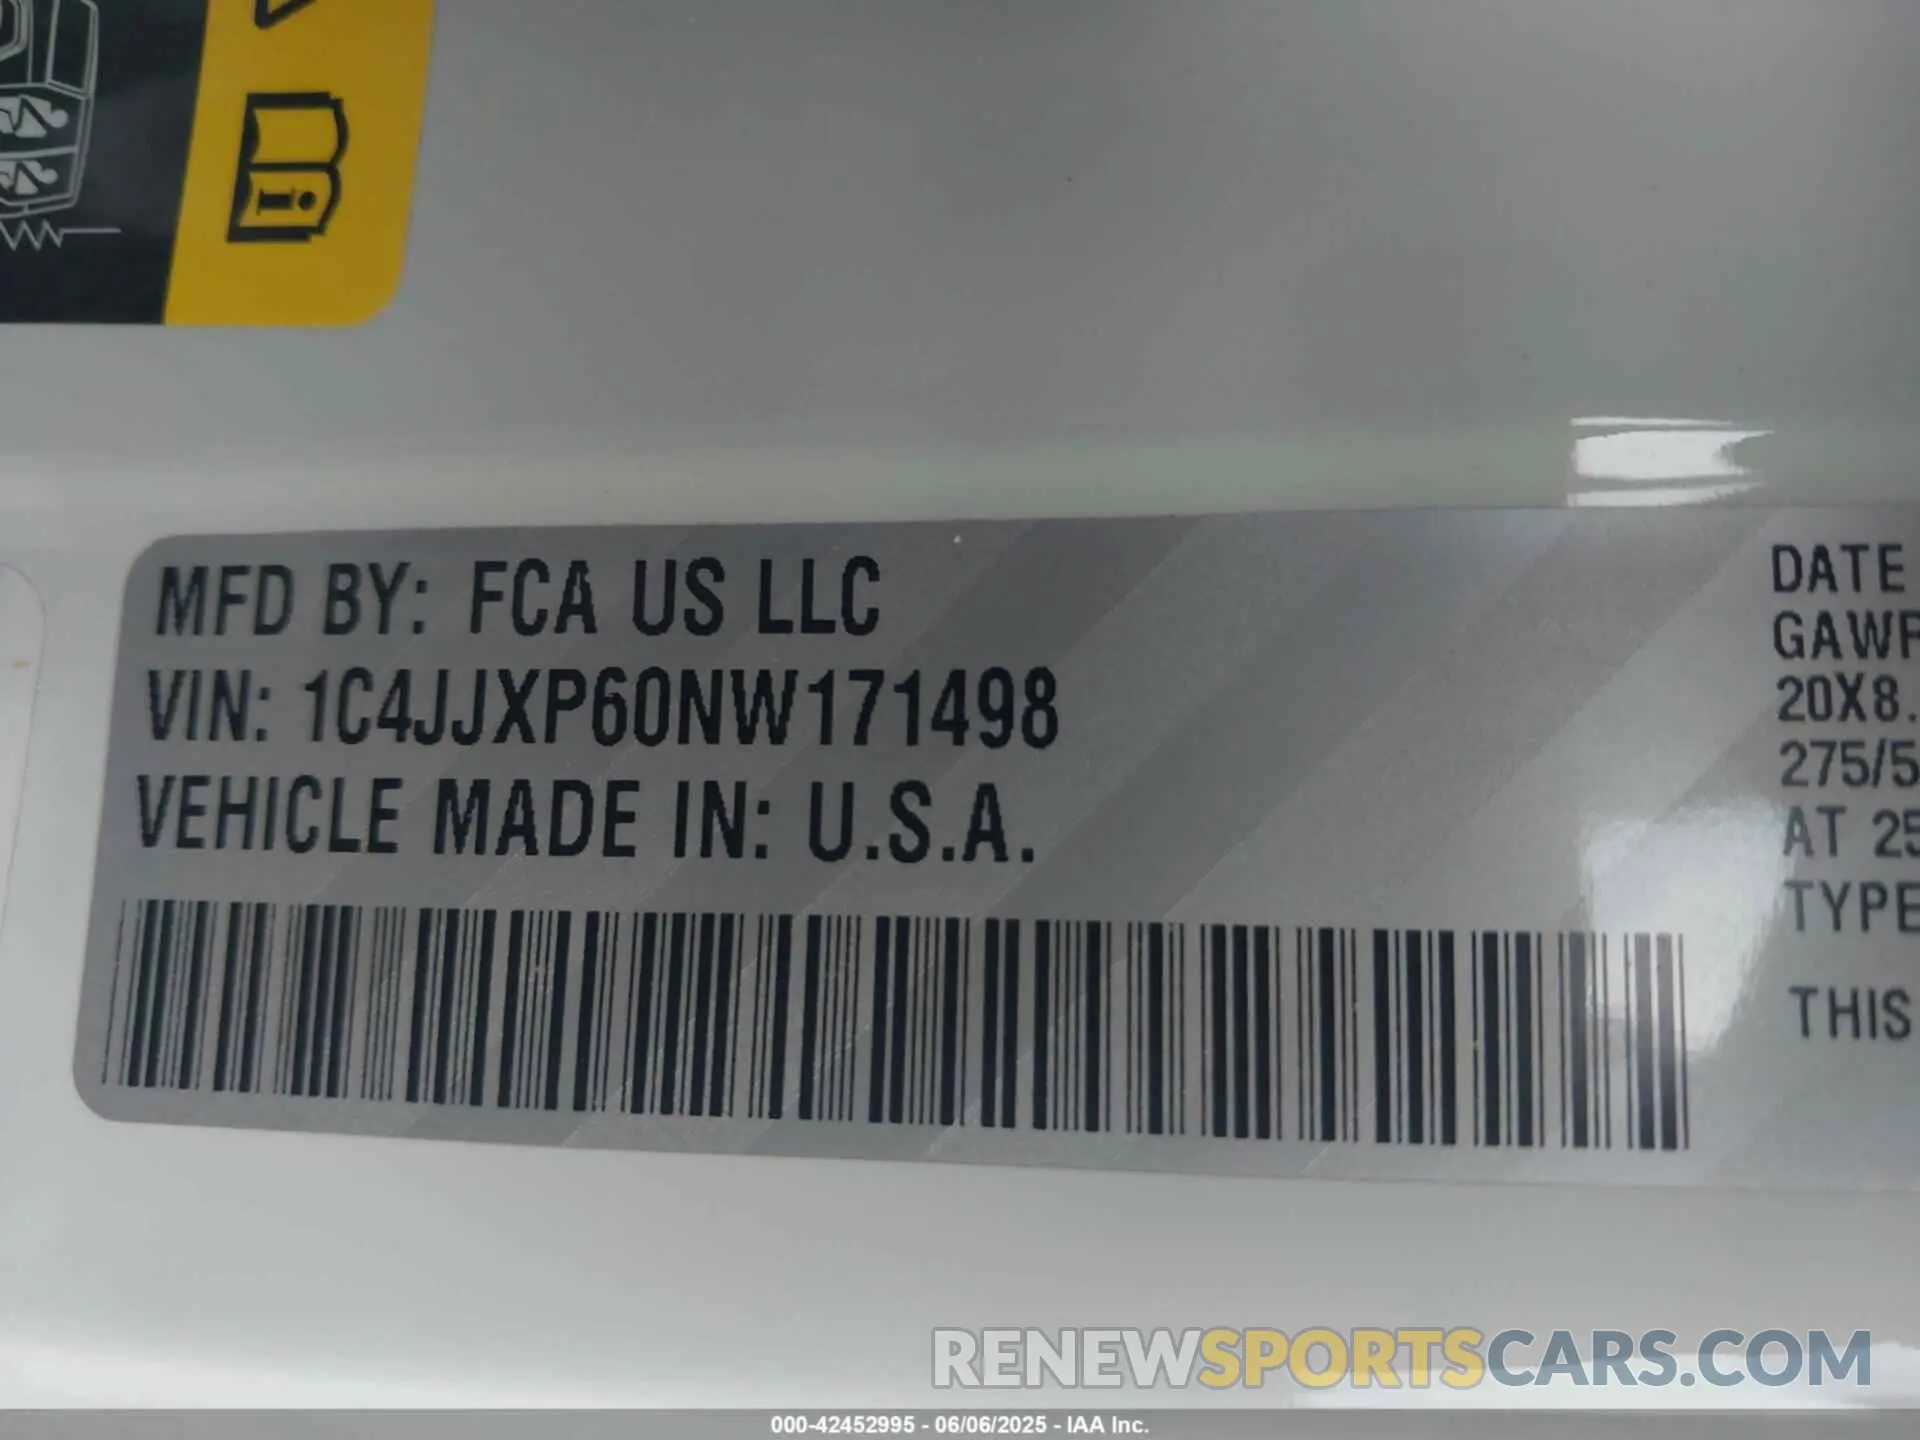 MFD BY: FCA US LLC
VIN: 1C4JJXP60NW171498
VEHICLE MADE IN: U.S.A.
DATE
GAWR
20X8.
275/5
AT 25
TYPE
THIS
RENEWSPORTSCARS.COM
000-42452995 - 06/06/2025 - IAA Inc.